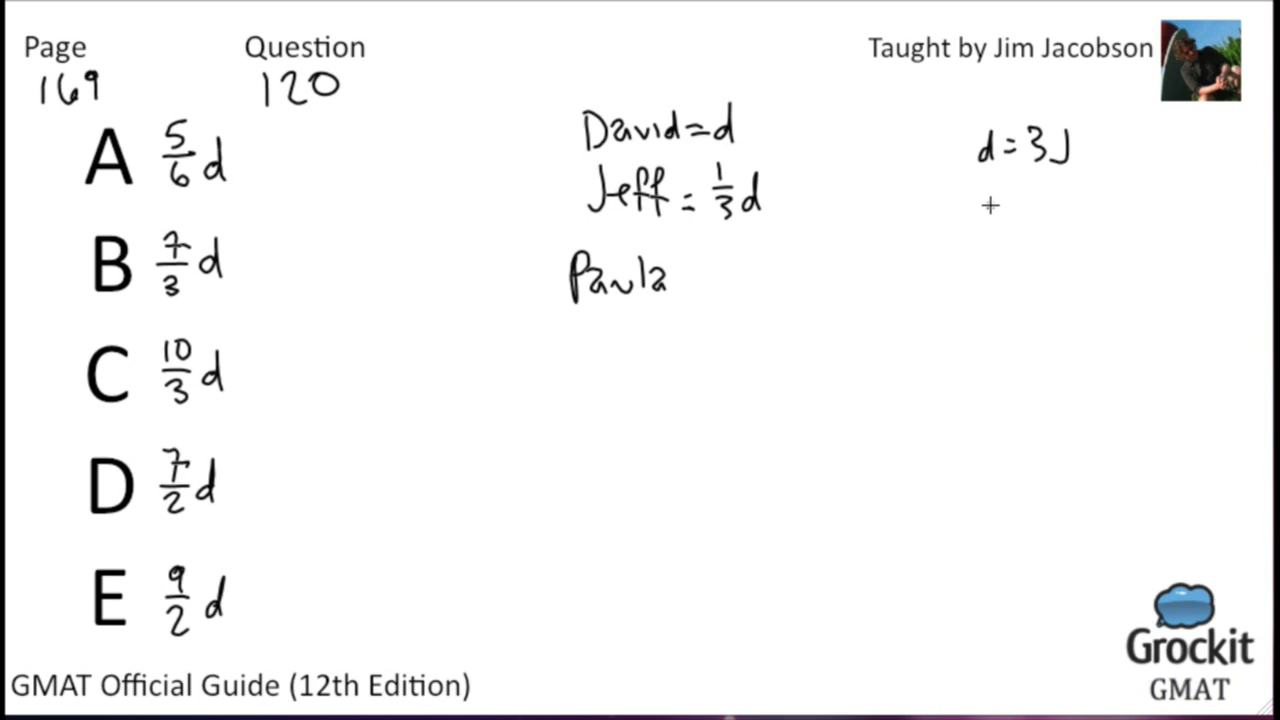 Page Question Taught by Jim Jacobson
169 120
A 5/6 d
B 7/3 d
C 10/3 d
D 7/2 d
E 9/2 d
David = d
Jeff = 1/3 d
Paula
d = 3J
GMAT Official Guide (12th Edition)
Grockit
GMAT